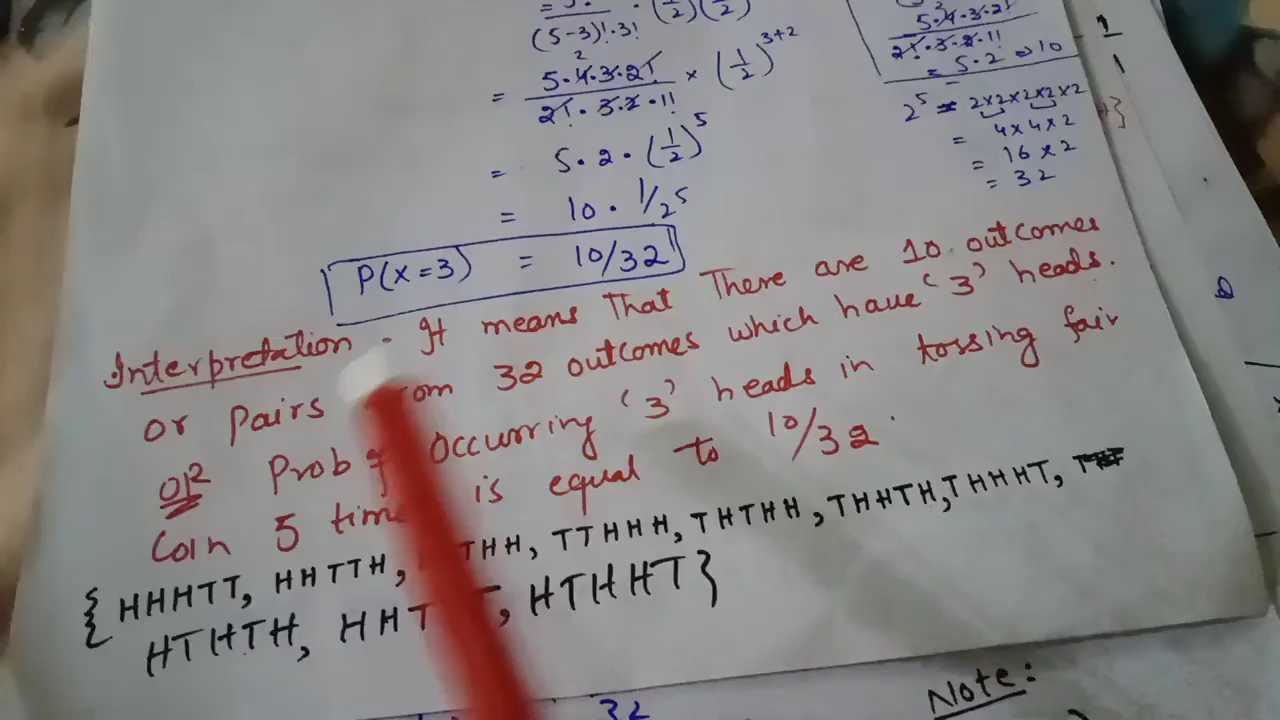 (5-3)!·3!
= 5·4·3·2! / 2!·3·2·1! × (1/2)^3+2
= 5·2·(1/2)^5
= 10·1/2^5
P(x=3) = 10/32
5·4·3·2!
2!·3·2·1!
= 5·2 ⇒ 10
2^5 = 2×2×2×2×2
= 4×4×2
= 16×2
= 32
Interpretation - It means that There are 10 outcomes
or pairs from 32 outcomes which have '3' heads.
OR Prob of occurring '3' heads in tossing fair
Coin 5 time is equal to 10/32.
{ HHHTT, HHTTH, THH, TTHHH, THTHH, THHTH, THHHT,
HTHTH, HHT , HTHHT}
Note:
32